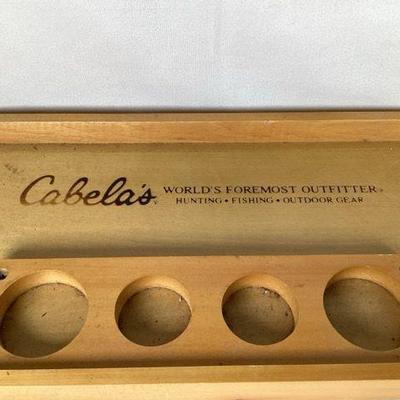 Cabela's® WORLD'S FOREMOST OUTFITTER®
HUNTING • FISHING • OUTDOOR GEAR